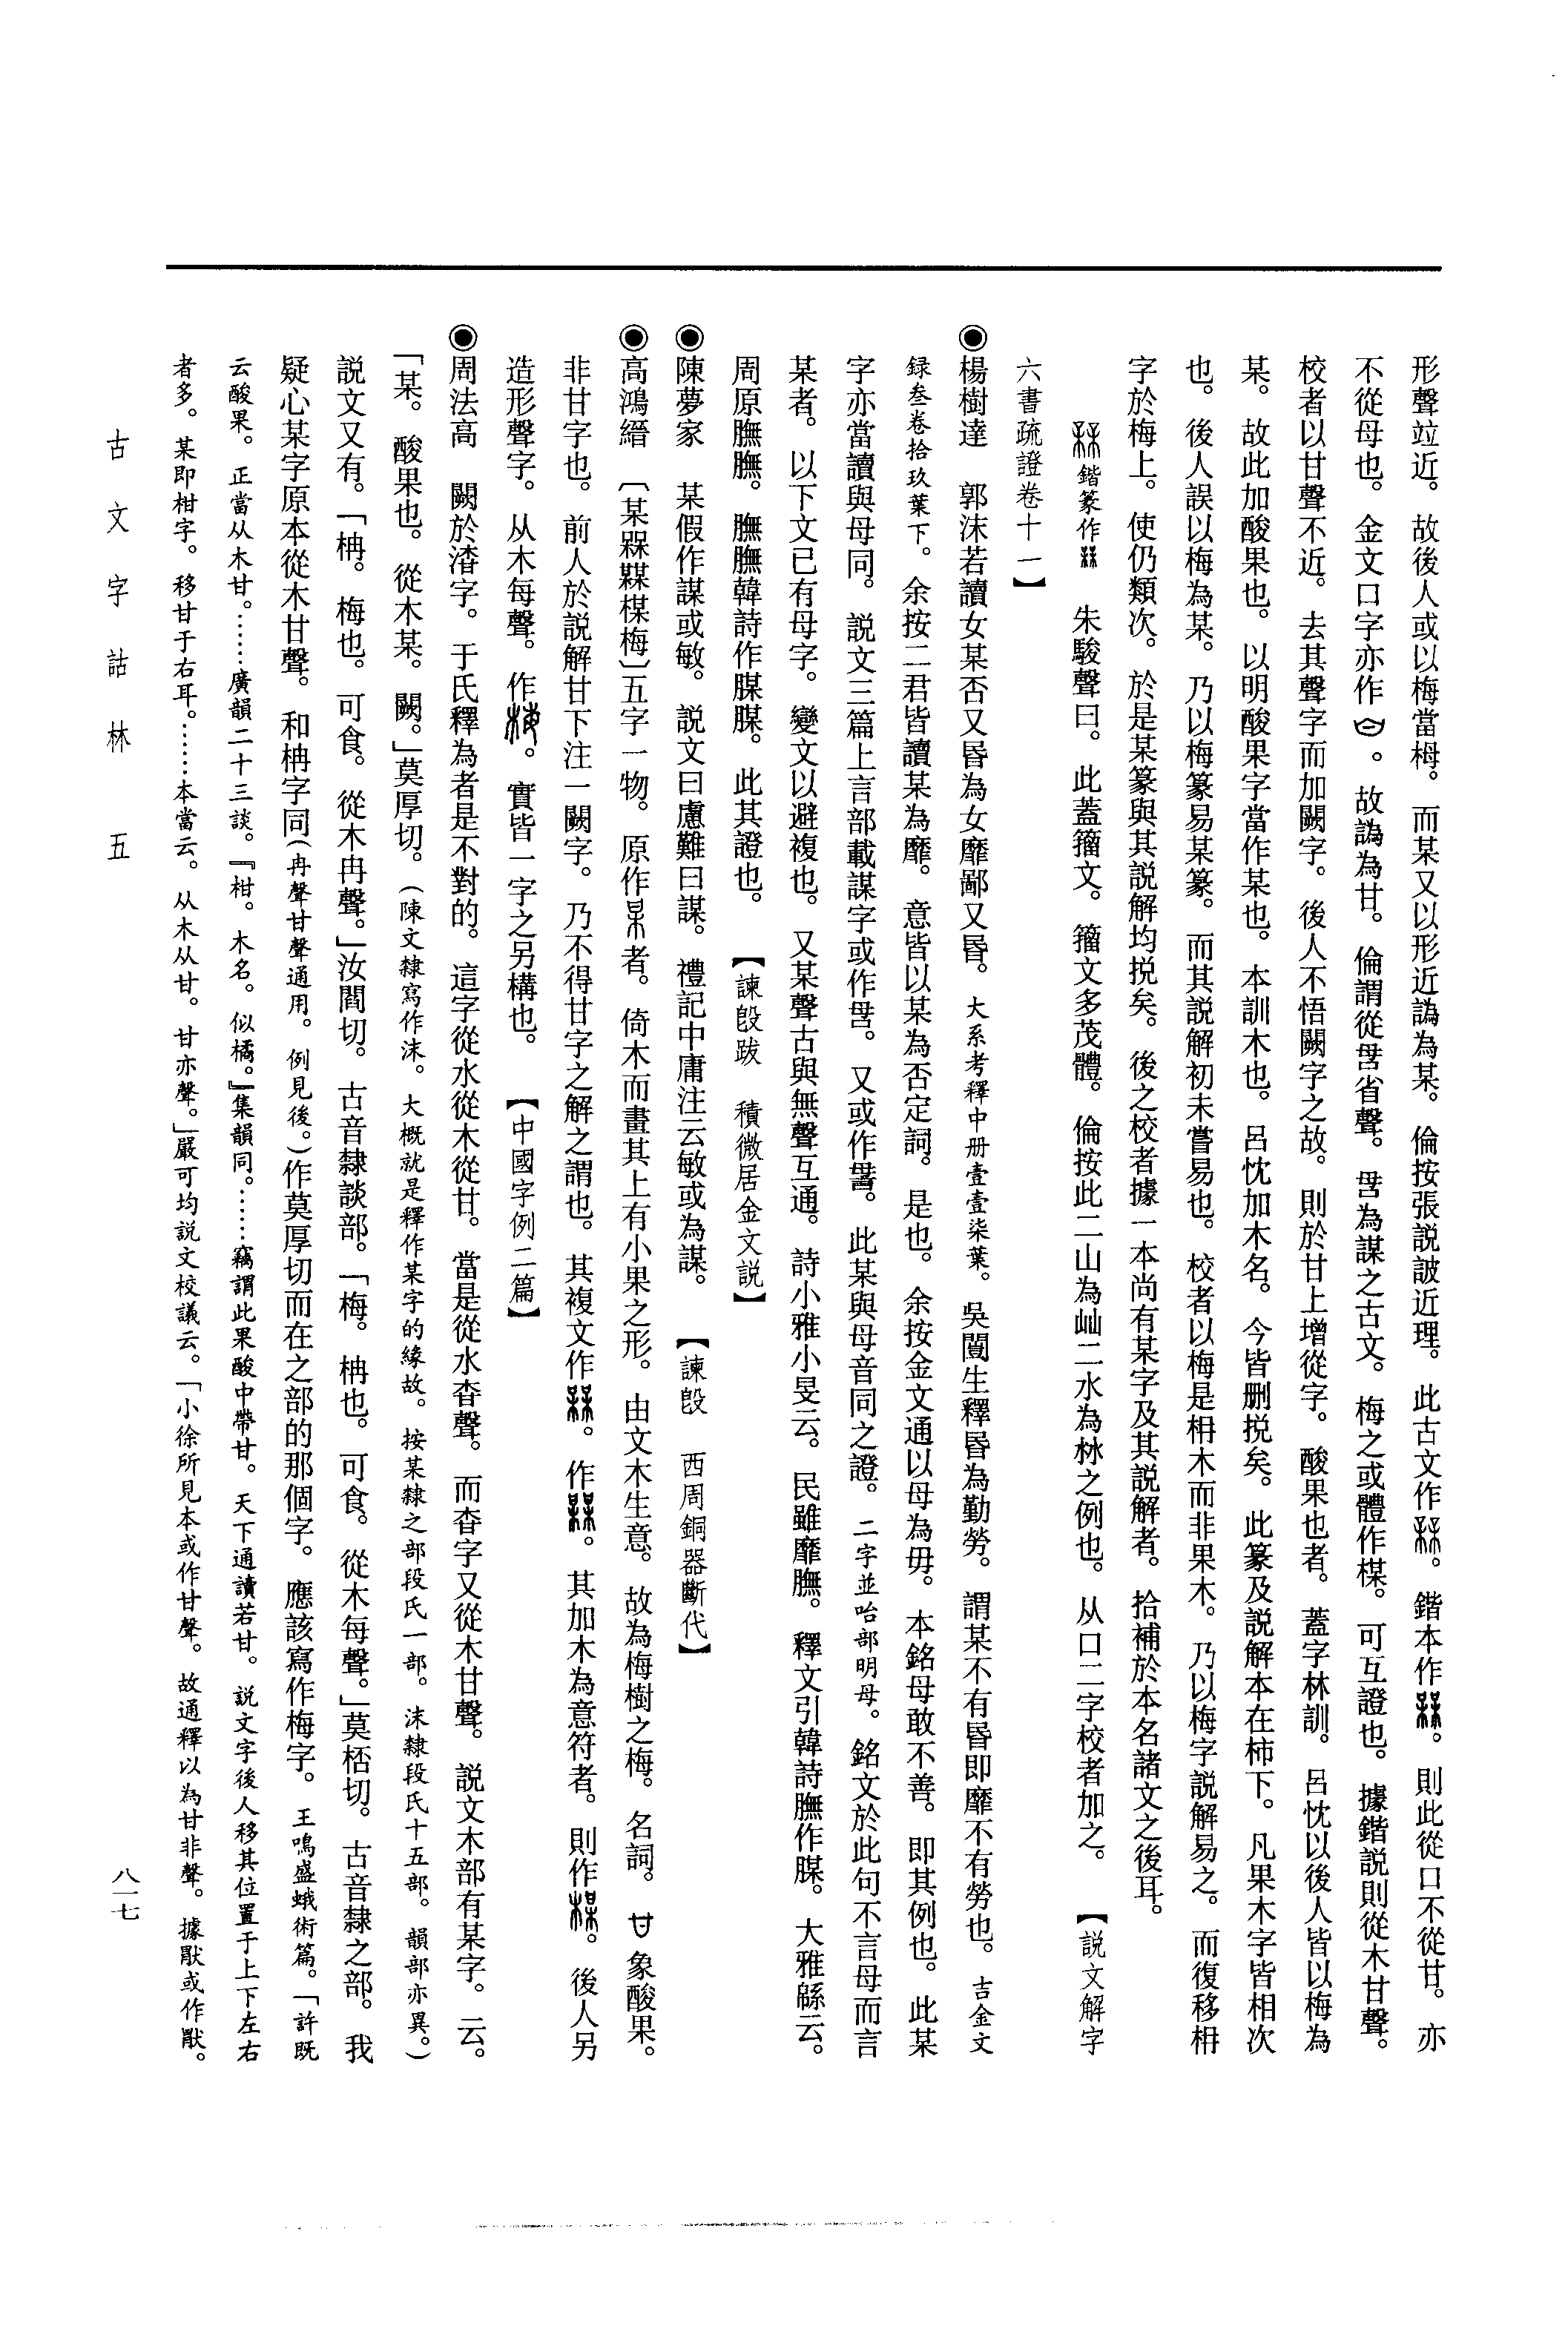 形聲竝近。故後人或以梅當栂。而某又以形近譌為某。倫按張説詖近理。此古文作。鍇本作。則此從口不從甘。亦
不從母也。金文口字亦作。故譌為甘。倫謂從𠰔省聲。𠰔為謀之古文。梅之或體作楳。可互證也。據鍇説則從木甘聲。
校者以甘聲不近。去其聲字而加闕字。後人不悟闕字之故。則於甘上增從字。酸果也者。蓋字林訓。呂忱以後人皆以梅為
某。故此加酸果也。以明酸果字當作某也。本訓木也。呂忱加木名。今皆删挩矣。此篆及説解本在柿下。凡果木字皆相次
也。後人誤以梅為某。乃以梅篆易某篆。而其説解初未嘗易也。校者以梅是枏木而非果木。乃以梅字説解易之。而復移枏
字於梅上。使仍類次。於是某篆與其説解均挩矣。後之校者據一本尚有某字及其説解者。拾補於本名諸文之後耳。
鍇篆作　朱駿聲曰。此蓋籀文。籀文多茂體。倫按此二山為屾二水為沝之例也。从口二字校者加之。　【説文解字
六書疏證卷十一】
◉楊樹達　郭沫若讀女某否又昏為女靡鄙又昏。大系考釋中册壹壹柒葉。吳闓生釋昏為勤勞。謂某不有昏即靡不有勞也。吉金文
録叁卷拾玖葉下。余按二君皆讀某為靡。意皆以某為否定詞。是也。余按金文通以母為毋。本銘母敢不善。即其例也。此某
字亦當讀與母同。説文三篇上言部載謀字或作𠰔。又或作𧦥。此某與母音同之證。二字並咍部明母。銘文於此句不言母而言
某者。以下文已有母字。變文以避複也。又某聲古與無聲互通。詩小雅小旻云。民雖靡膴。釋文引韓詩膴作腜。大雅緜云。
周原膴膴。膴膴韓詩作腜腜。此其證也。　【諫𣪘跋　積微居金文説】
◉陳夢家　某假作謀或敏。説文曰慮難曰謀。禮記中庸注云敏或為謀。　【諫𣪘　西周銅器斷代】
◉高鴻縉　〔某楳梅〕五字一物。原作者。倚木而畫其上有小果之形。由文木生意。故為梅樹之梅。名詞。象酸果。
非甘字也。前人於説解甘下注一闕字。乃不得甘字之解之謂也。其複文作。作。其加木為意符者。則作。後人另
造形聲字。从木每聲。作。實皆一字之另構也。　【中國字例二篇】
◉周法高　闕於渣字。于氏釋為者是不對的。這字從水從木從甘。當是從水杳聲。而杳字又從木甘聲。説文木部有某字。云。
「某。酸果也。從木某。闕。」莫厚切。（陳文隸寫作沬。大概就是釋作某字的緣故。按某隸之部段氏一部。沬隸段氏十五部。韻部亦異。）
説文又有。「柟。梅也。可食。從木冉聲。」汝閻切。古音隸談部。「梅。柟也。可食。從木每聲。」莫桮切。古音隸之部。我
疑心某字原本從木甘聲。和柟字同（冉聲甘聲通用。例見後。）作莫厚切而在之部的那個字。應該寫作梅字。王鳴盛蛾術篇。「許既
云酸果。正當从木甘。……廣韻二十三談。『柑。木名。似橘。』集韻同。……竊謂此果酸中帶甘。天下通讀若甘。説文字後人移其位置于上下左右
者多。某即柑字。移甘于右耳。……本當云。从木从甘。甘亦聲。」嚴可均説文校議云。「小徐所見本或作甘聲。故通釋以為甘非聲。據猒或作猒。
古文字詁林　五
八一七